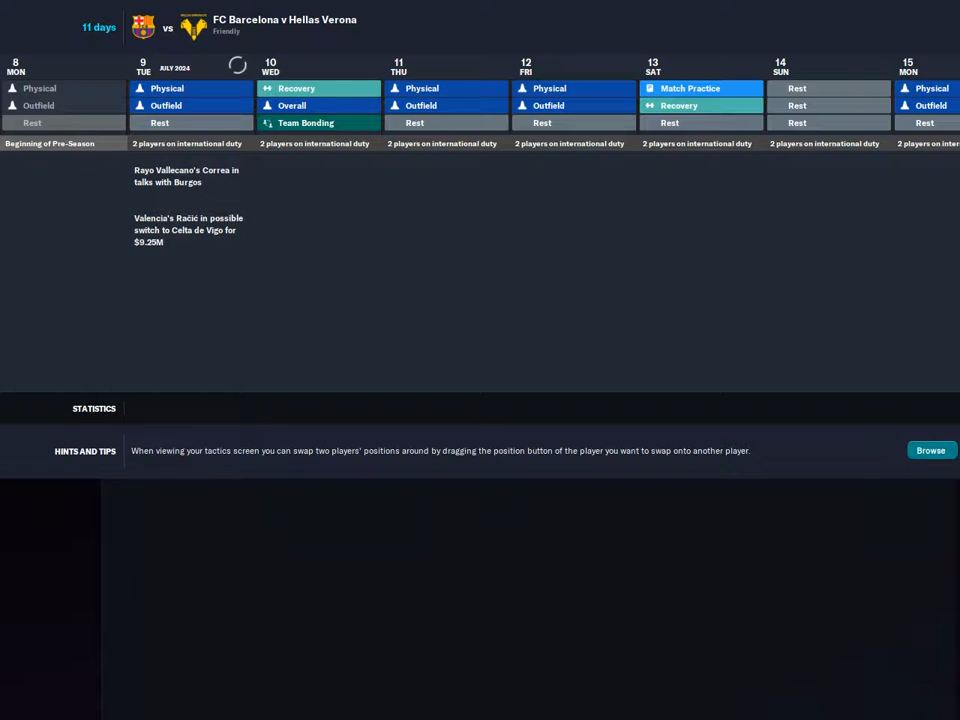 11 days
vs
FC Barcelona v Hellas Verona
Friendly
8
MON
9
TUE
JULY 2024
10
WED
11
THU
12
FRI
13
SAT
14
SUN
15
MON
Physical
Physical
Recovery
Physical
Physical
Match Practice
Rest
Physical
Outfield
Outfield
Overall
Outfield
Outfield
Recovery
Rest
Outfield
Rest
Rest
Team Bonding
Rest
Rest
Rest
Rest
Rest
Beginning of Pre-Season
2 players on international duty
2 players on international duty
2 players on international duty
2 players on international duty
2 players on international duty
2 players on international duty
2 players on inter
Rayo Vallecano's Correa in
talks with Burgos
Valencia's Račić in possible
switch to Celta de Vigo for
$9.25M
STATISTICS
HINTS AND TIPS
When viewing your tactics screen you can swap two players' positions around by dragging the position button of the player you want to swap onto another player.
Browse